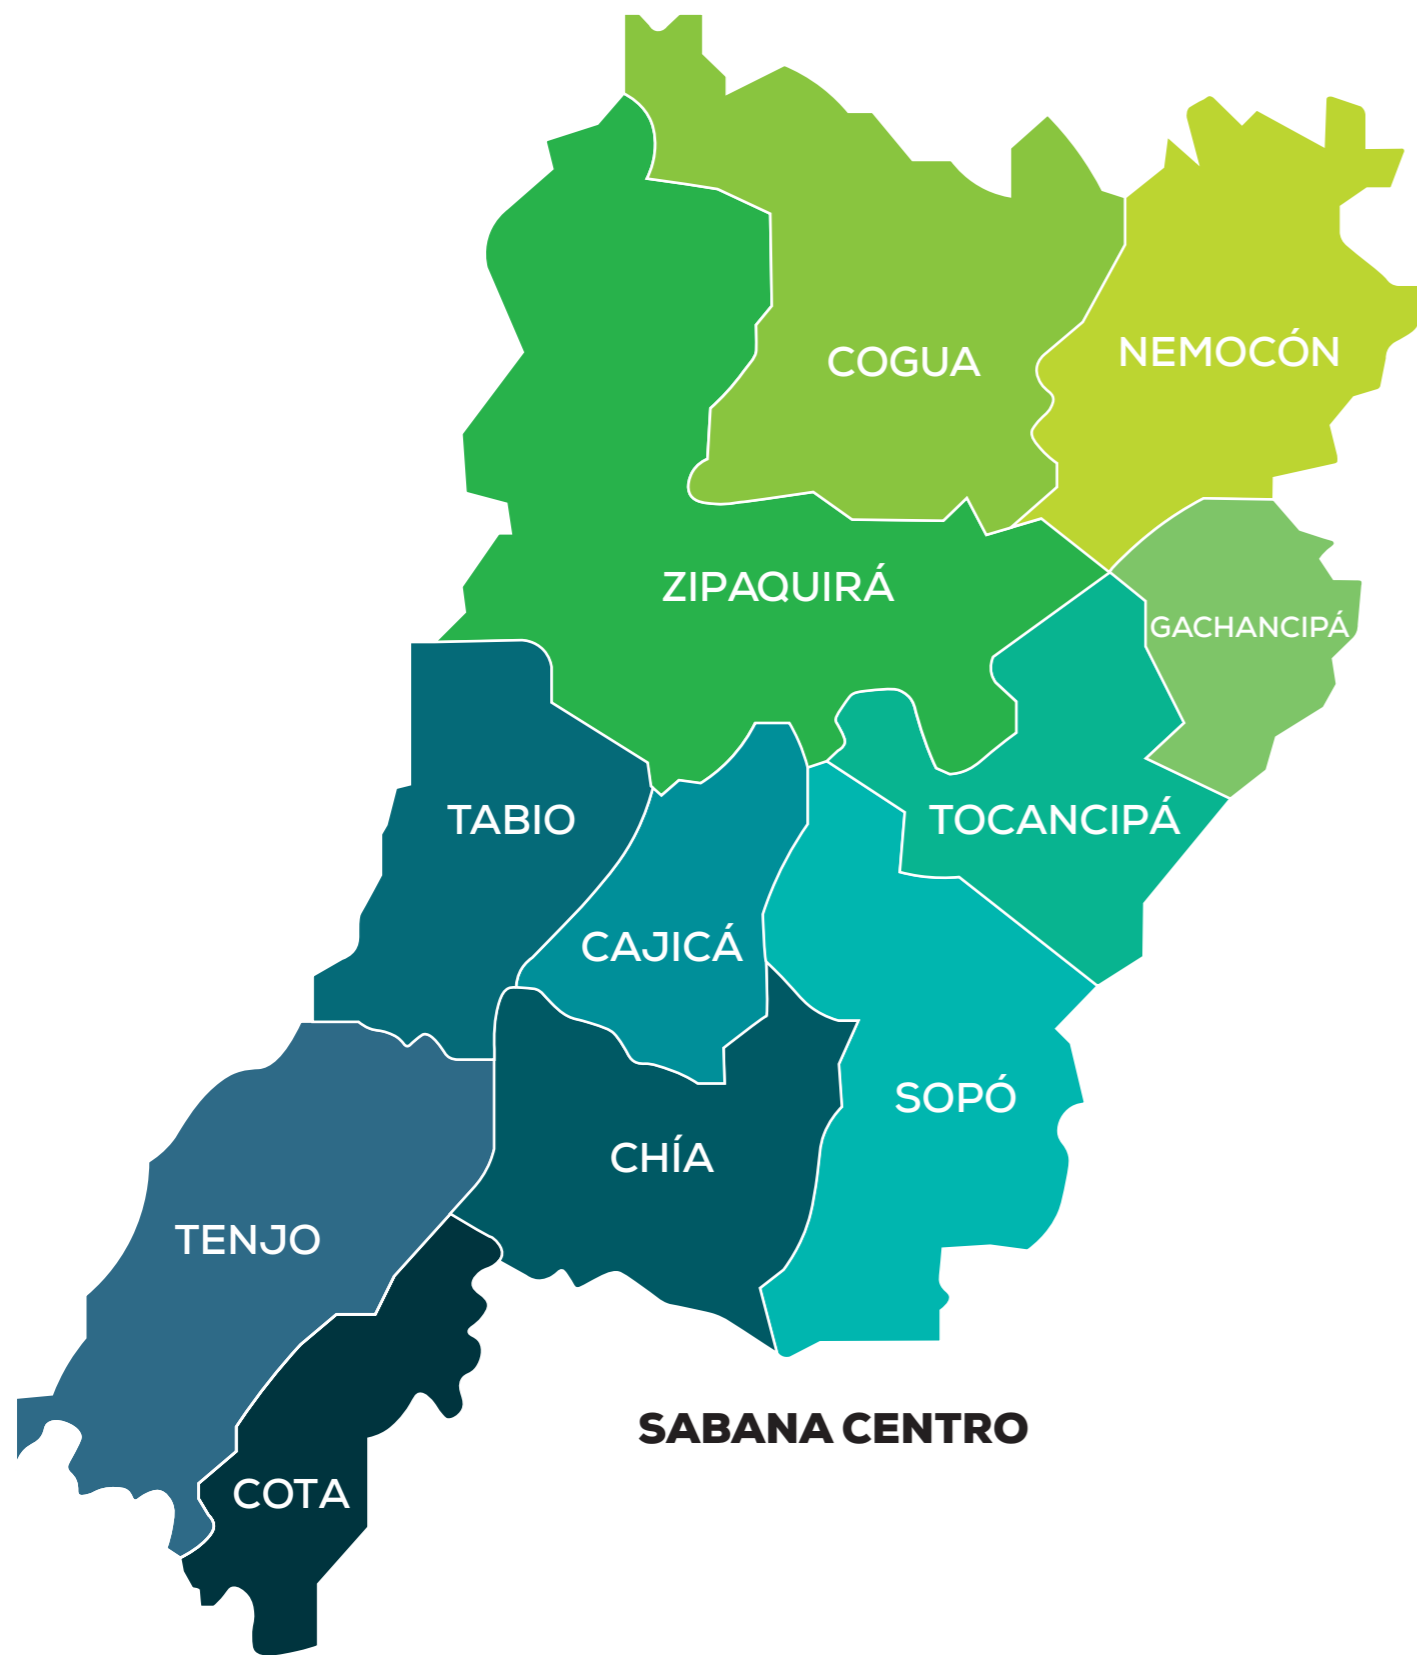 COGUA
NEMOCÓN
ZIPAQUIRÁ
GACHANCIPÁ
TABIO
TOCANCIPÁ
CAJICÁ
SOPÓ
CHÍA
TENJO
SABANA CENTRO
COTA